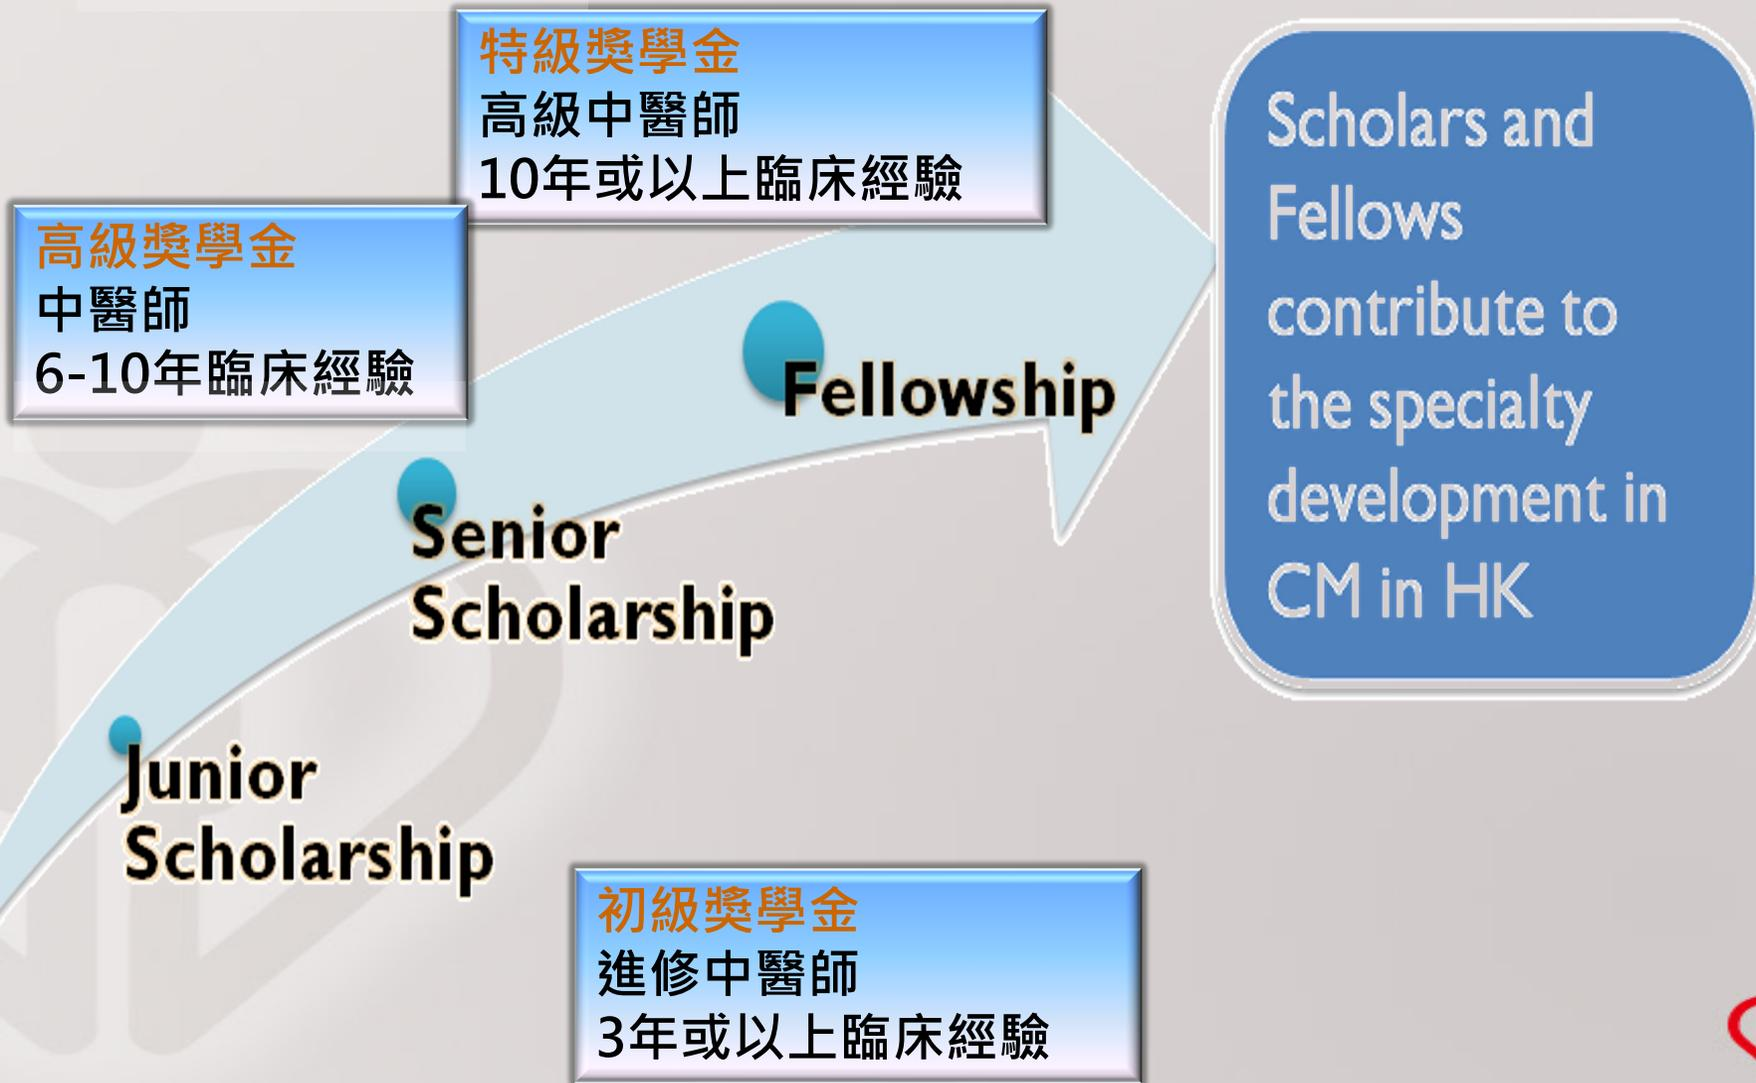 特級獎學金
高級中醫師
10年或以上臨床經驗
高級獎學金
中醫師
6-10年臨床經驗
Fellowship
Senior
Scholarship
Junior
Scholarship
初級獎學金
進修中醫師
3年或以上臨床經驗
Scholars and
Fellows
contribute to
the specialty
development in
CM in HK